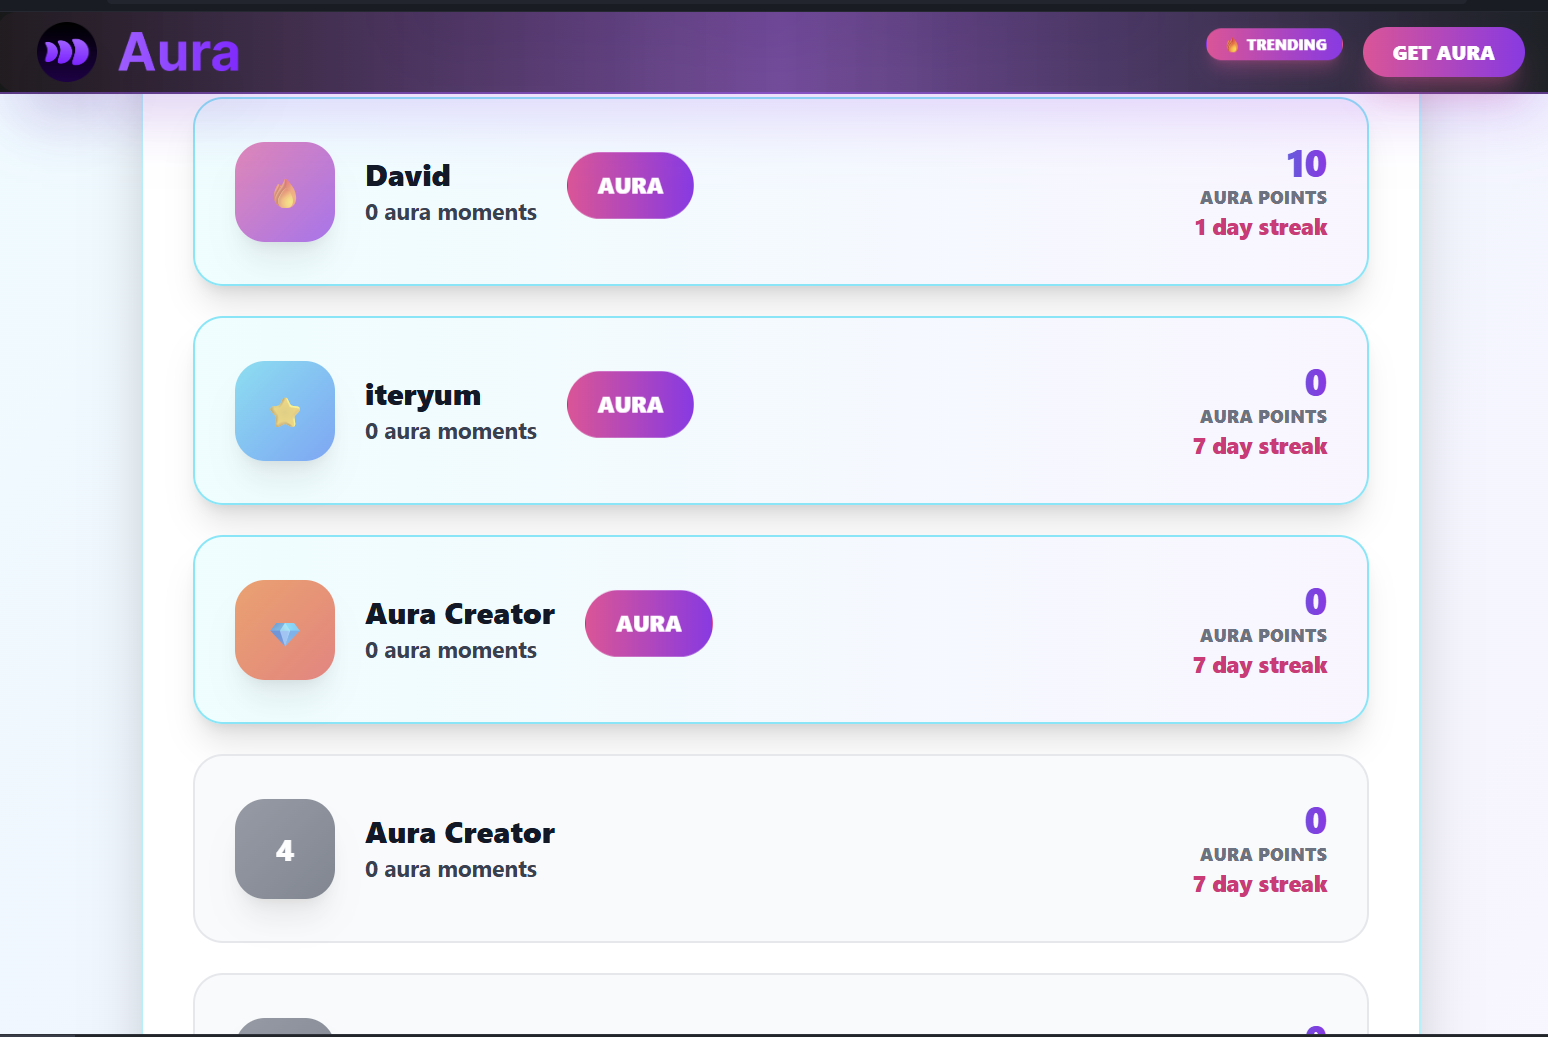 Aura
TRENDING
GET AURA
David
0 aura moments
AURA
10
AURA POINTS
1 day streak
iteryum
0 aura moments
AURA
0
AURA POINTS
7 day streak
Aura Creator
0 aura moments
AURA
0
AURA POINTS
7 day streak
4
Aura Creator
0 aura moments
0
AURA POINTS
7 day streak